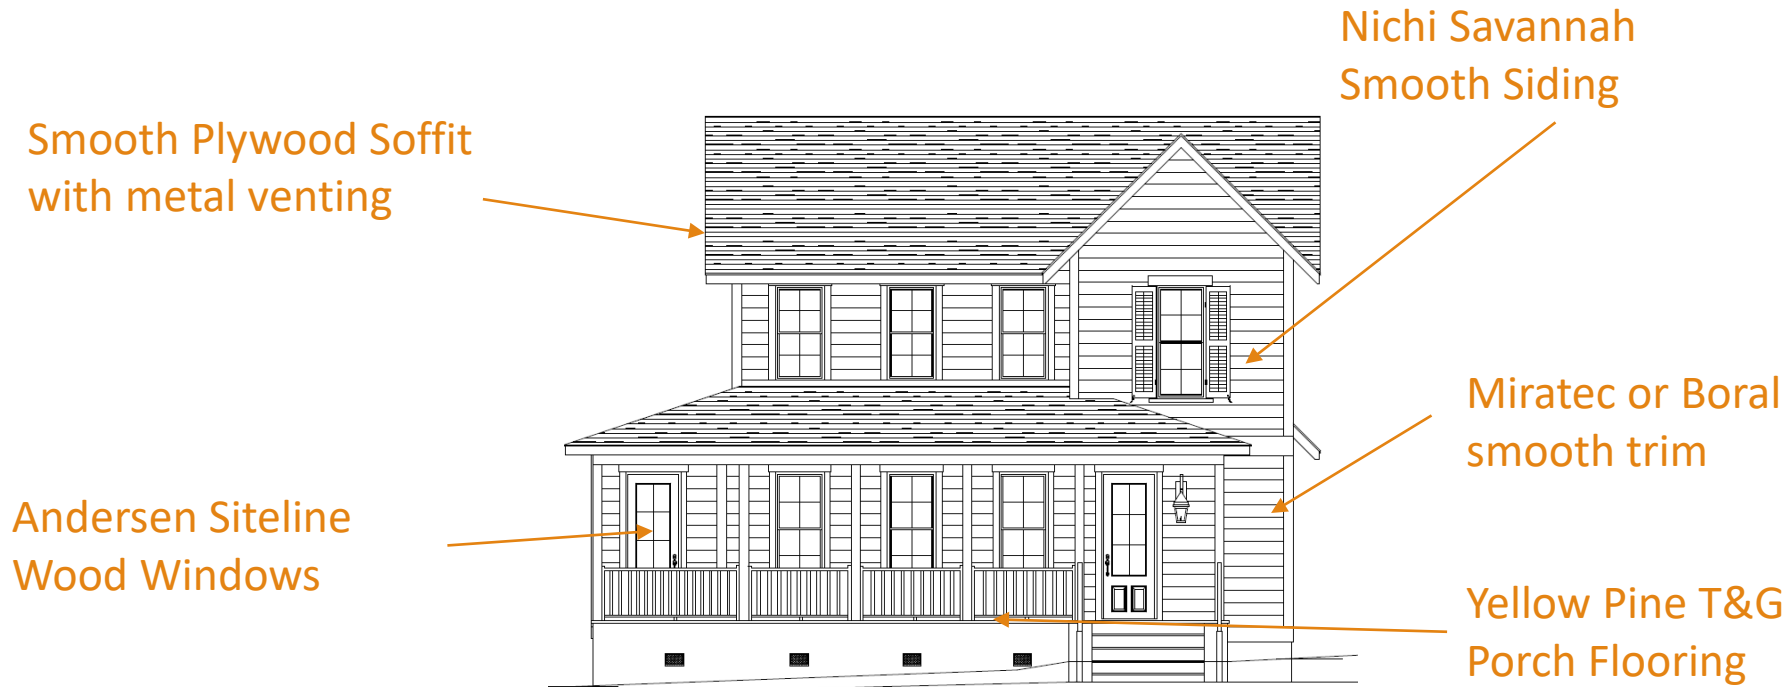 Nichi Savannah
Smooth Siding
Smooth Plywood Soffit
with metal venting
Miratec or Boral
smooth trim
Andersen Siteline
Wood Windows
Yellow Pine T&G
Porch Flooring